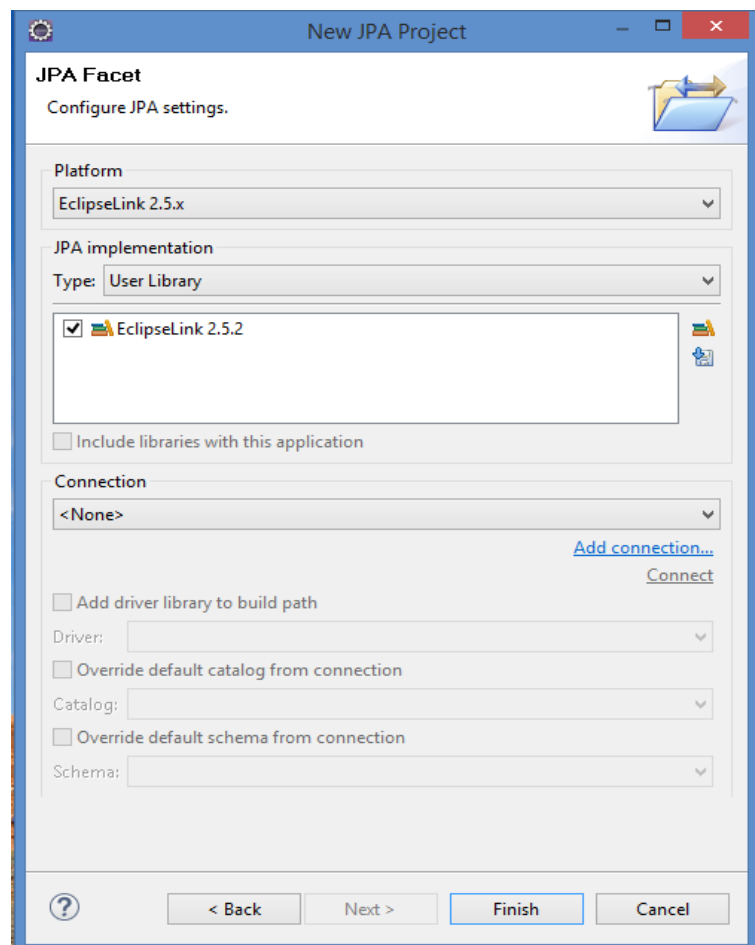 New JPA Project
JPA Facet
Configure JPA settings.
Platform
EclipseLink 2.5.x
JPA implementation
Type: User Library
EclipseLink 2.5.2
Include libraries with this application
Connection
<None>
Add connection...
Connect
Add driver library to build path
Driver:
Override default catalog from connection
Catalog:
Override default schema from connection
Schema:
? < Back Next > Finish Cancel